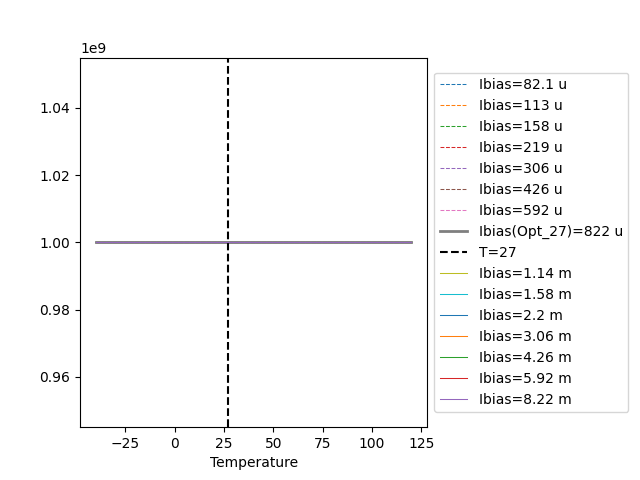 1e9
1.04
1.02
1.00
0.98
0.96
−25
0
25
50
75
100
125
Temperature
Ibias=82.1 u
Ibias=113 u
Ibias=158 u
Ibias=219 u
Ibias=306 u
Ibias=426 u
Ibias=592 u
Ibias(Opt_27)=822 u
T=27
Ibias=1.14 m
Ibias=1.58 m
Ibias=2.2 m
Ibias=3.06 m
Ibias=4.26 m
Ibias=5.92 m
Ibias=8.22 m